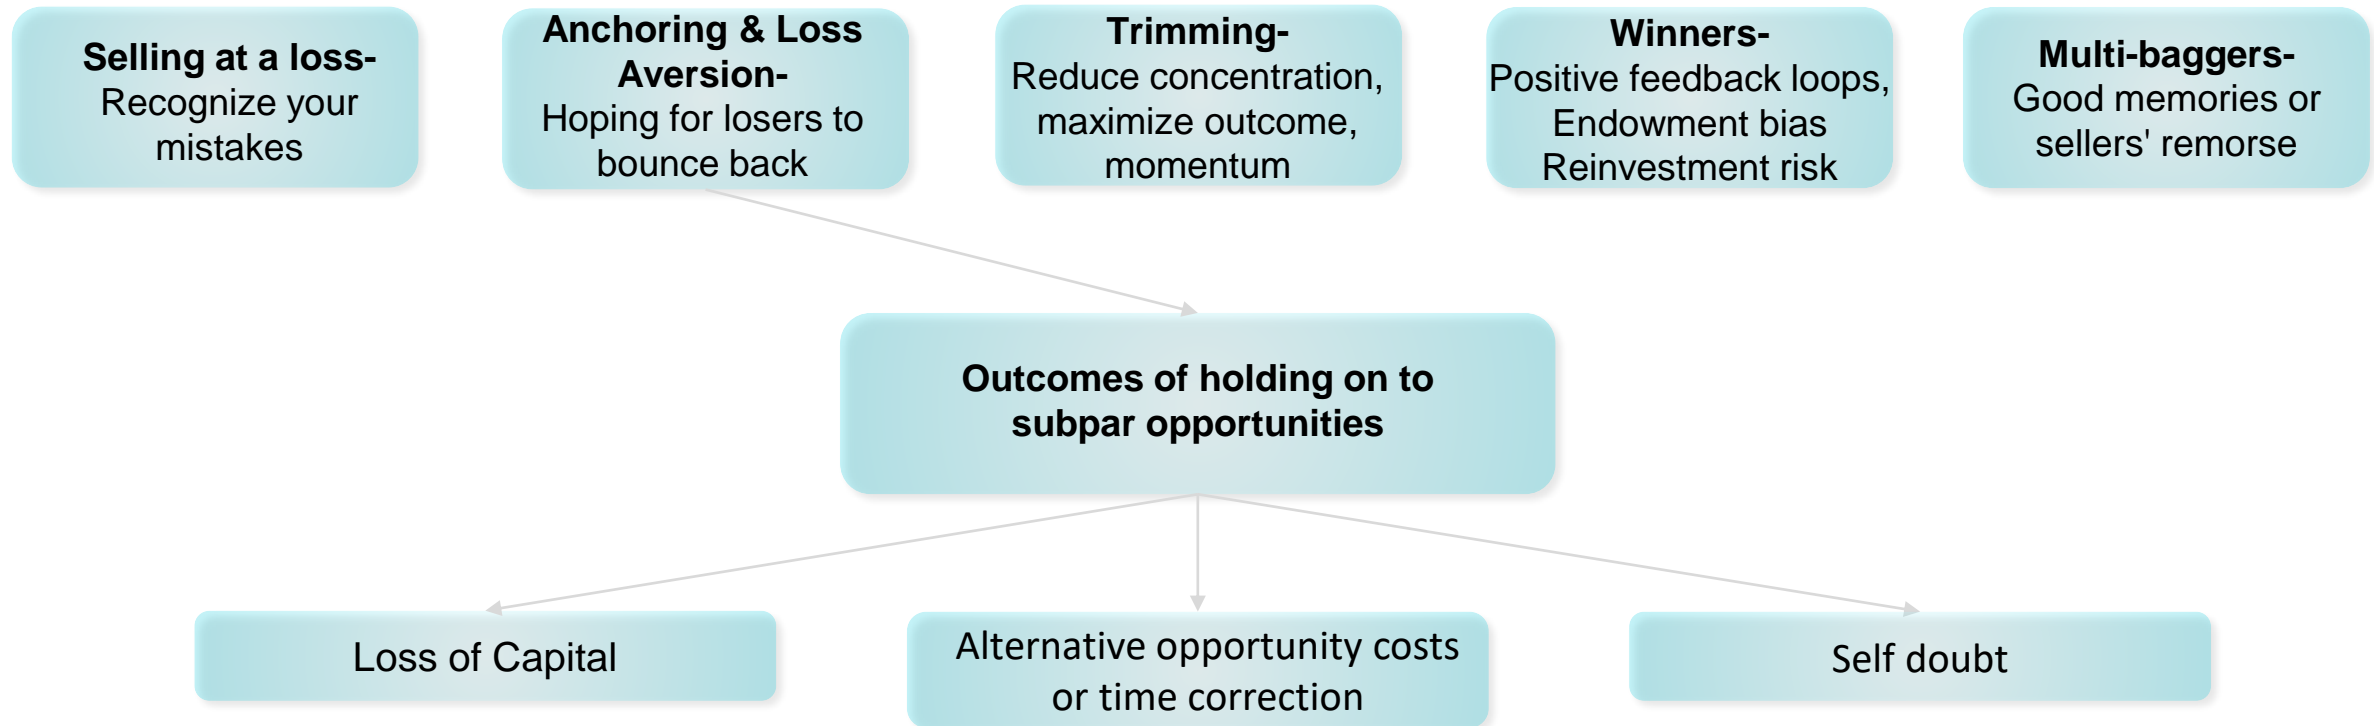 Selling at a loss-
Recognize your
mistakes
Anchoring & Loss
Aversion-
Hoping for losers to
bounce back
Trimming-
Reduce concentration,
maximize outcome,
momentum
Winners-
Positive feedback loops,
Endowment bias
Reinvestment risk
Multi-baggers-
Good memories or
sellers' remorse
Outcomes of holding on to
subpar opportunities
Loss of Capital
Alternative opportunity costs
or time correction
Self doubt